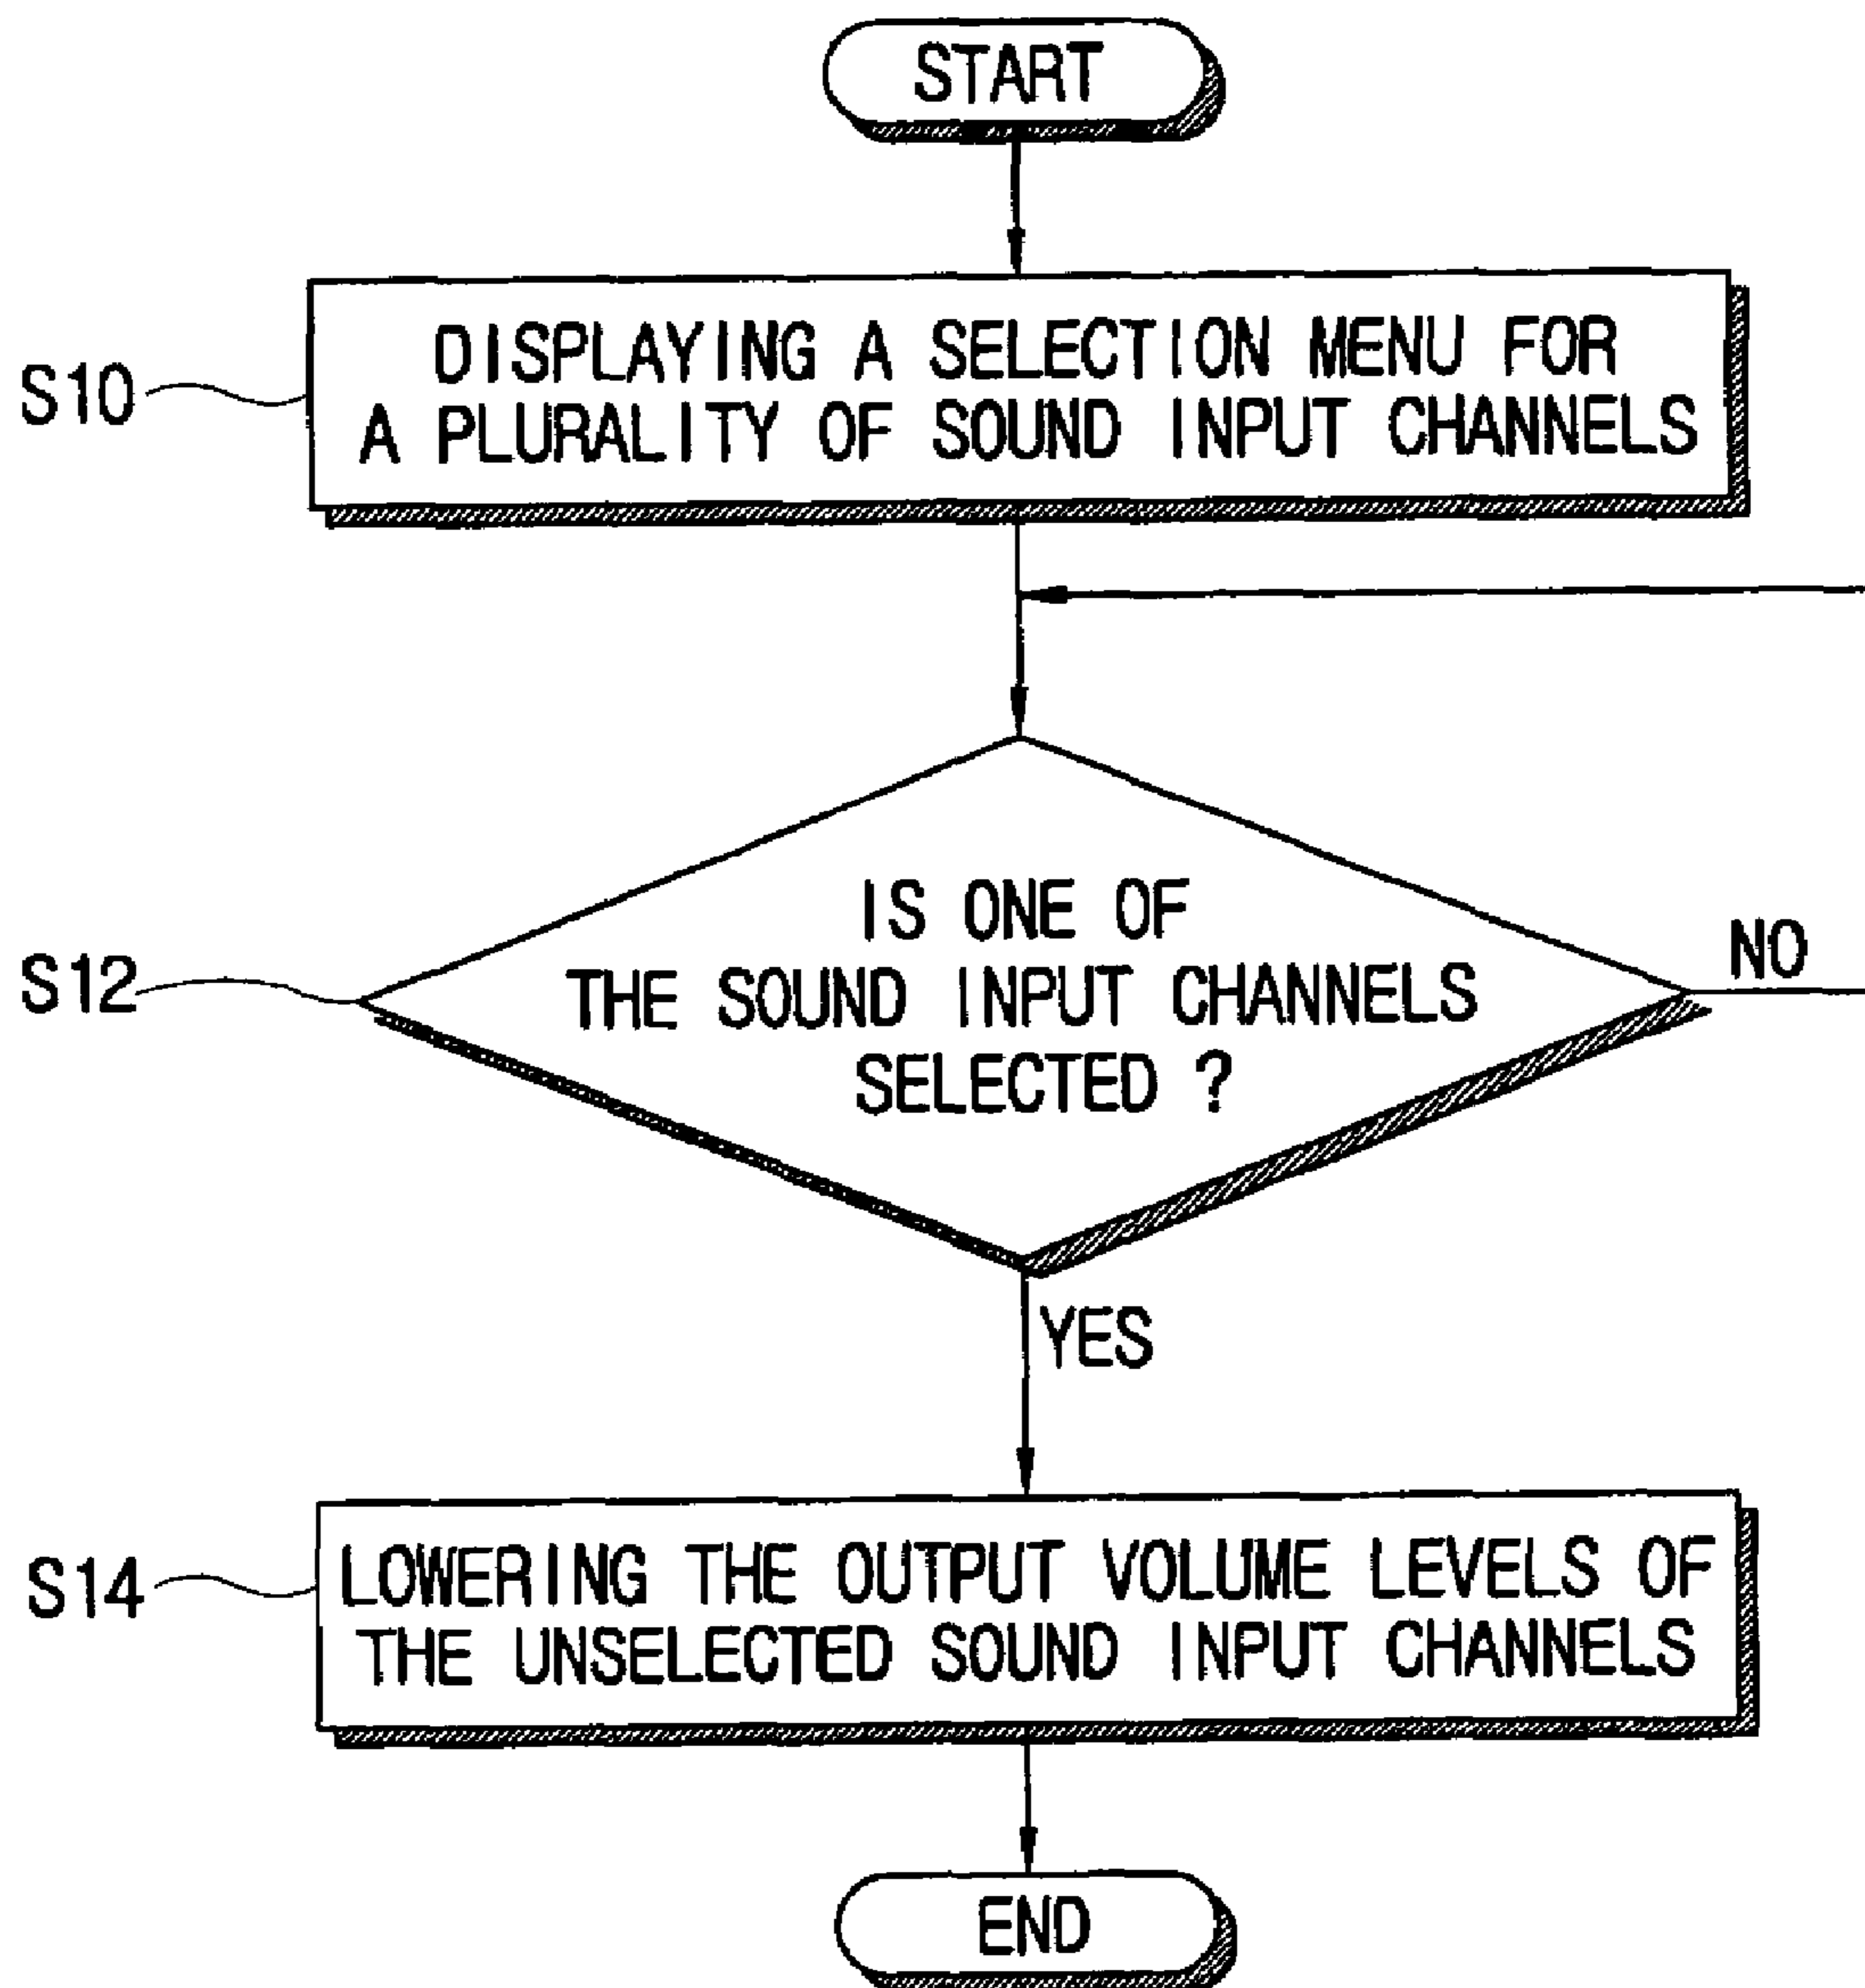 START
S10
DISPLAYING A SELECTION MENU FOR
A PLURALITY OF SOUND INPUT CHANNELS
S12
IS ONE OF
THE SOUND INPUT CHANNELS
SELECTED ?
NO
YES
S14
LOWERING THE OUTPUT VOLUME LEVELS OF
THE UNSELECTED SOUND INPUT CHANNELS
END